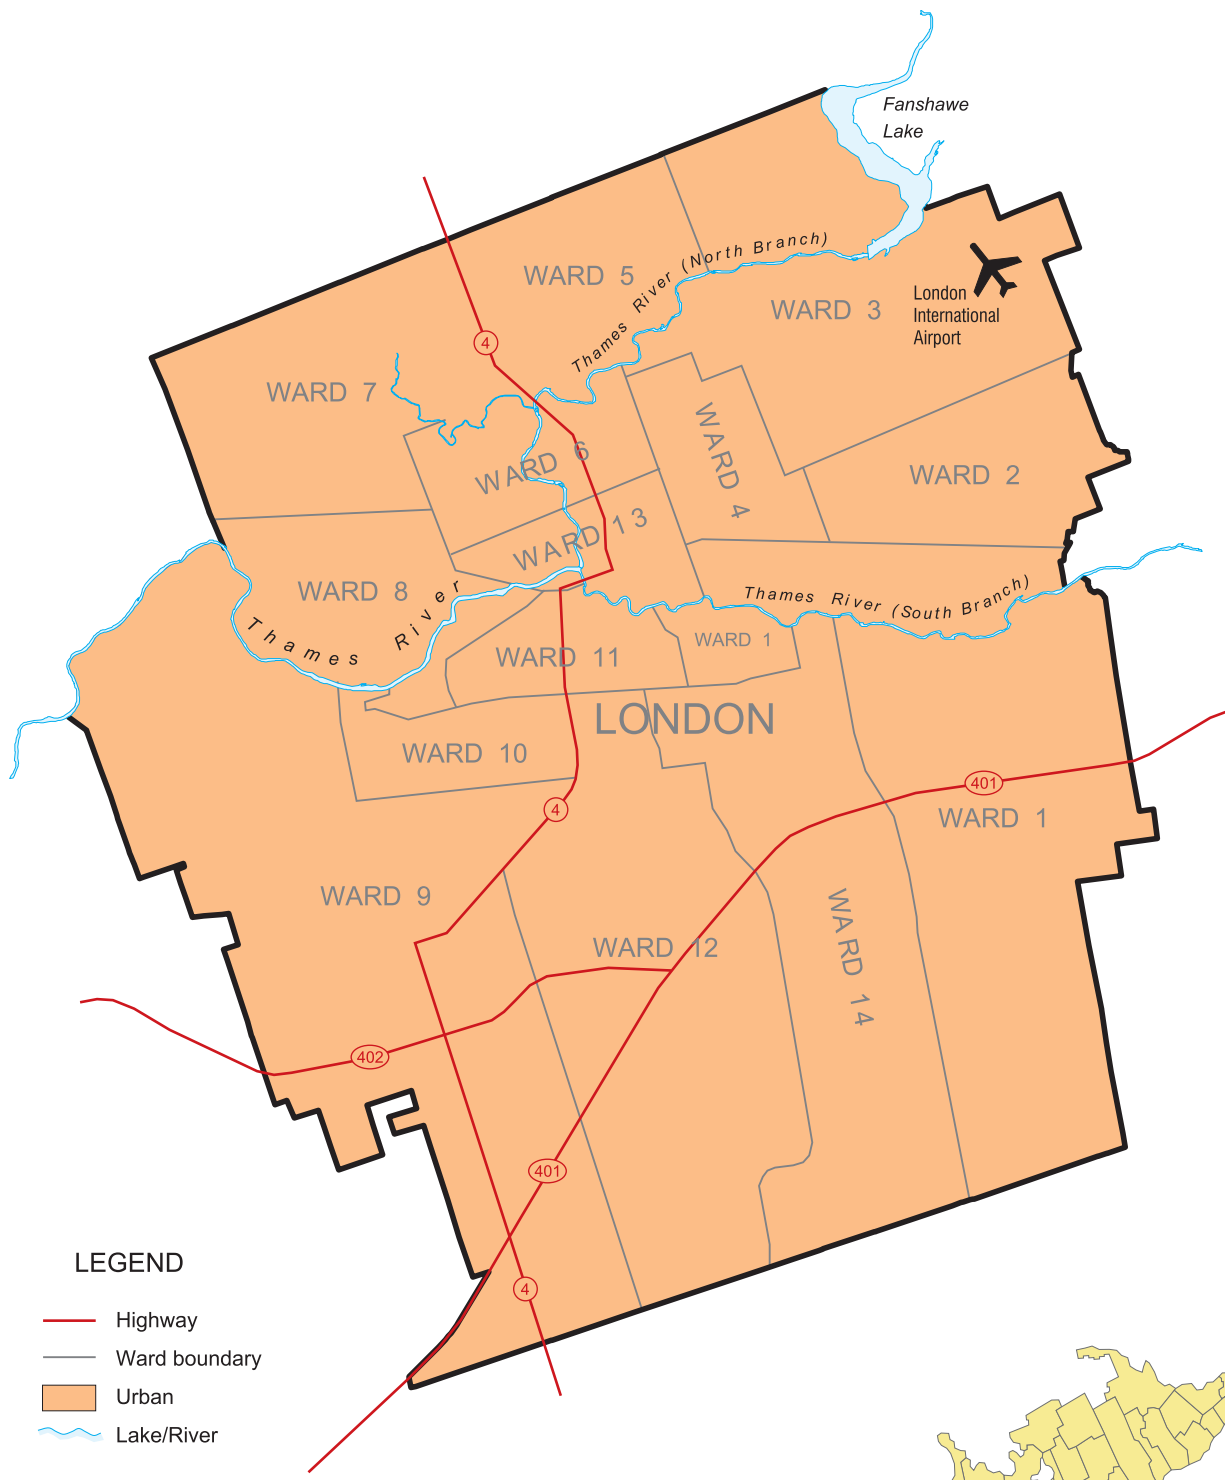 Fanshawe
Lake
Thames River (North Branch)
WARD 5
WARD 3
London
International
Airport
4
WARD 7
WARD 6
WARD 4
WARD 2
WARD 13
WARD 8
Thames River
Thames River (South Branch)
WARD 11
WARD 1
LONDON
WARD 10
401
4
WARD 1
WARD 9
WARD 12
WARD 14
402
401
4
LEGEND
Highway
Ward boundary
Urban
Lake/River